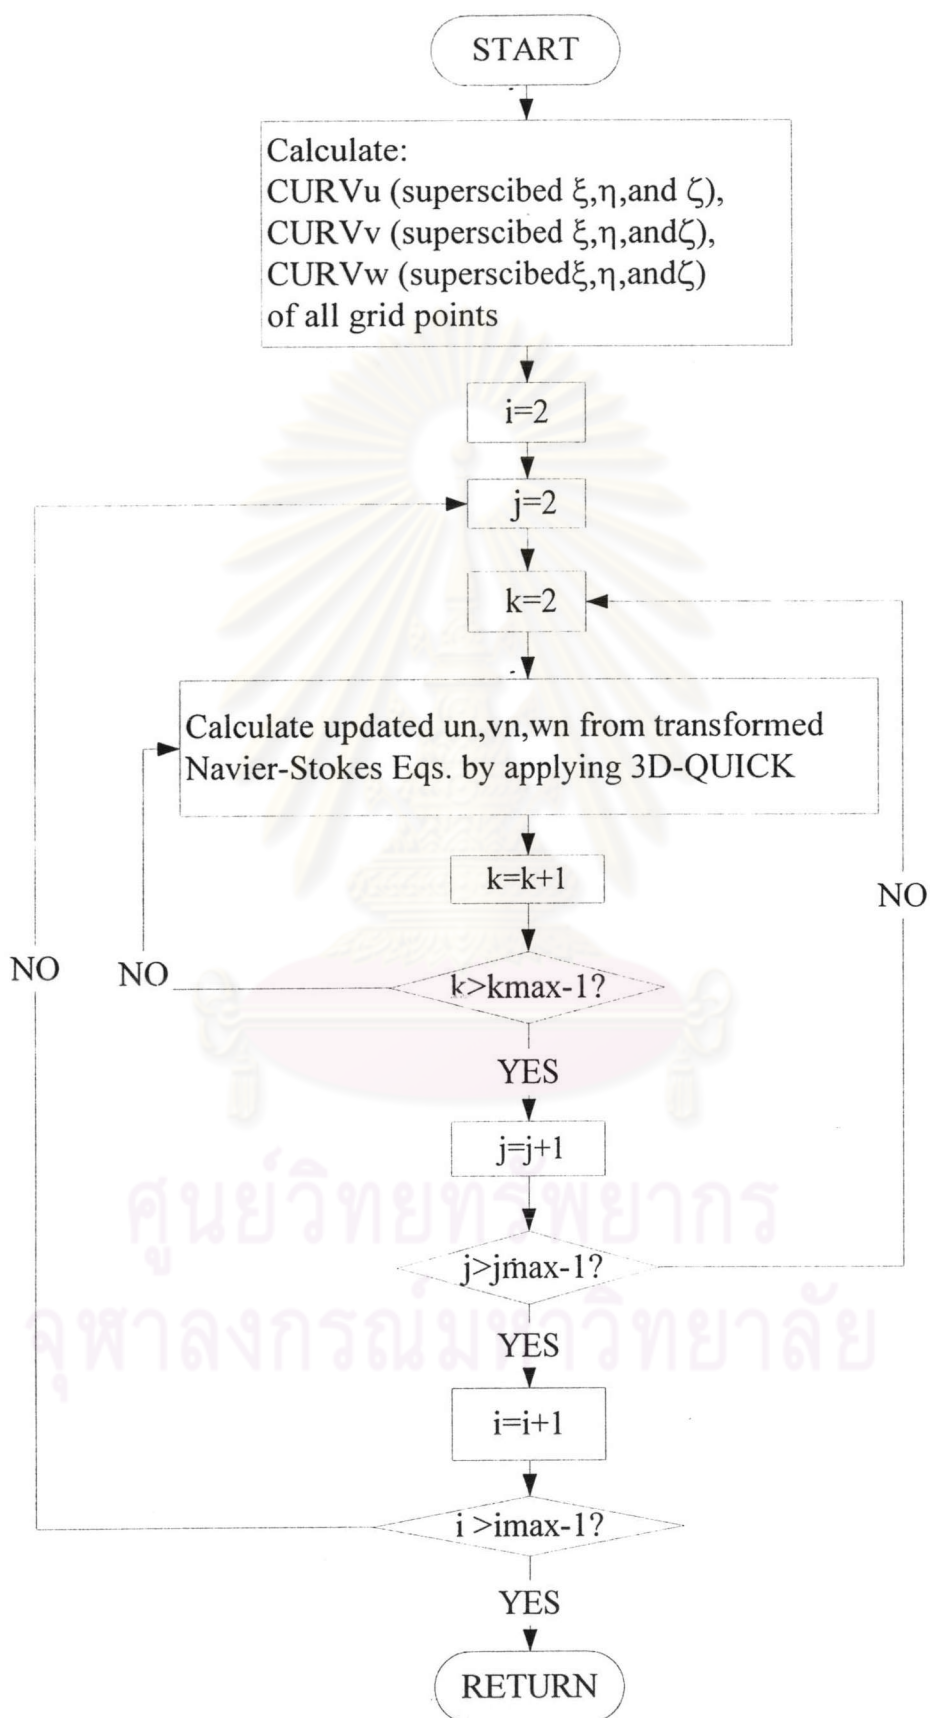 START
Calculate:
CURVu (superscibed ξ,η,and ζ),
CURVv (superscibed ξ,η,andζ),
CURVw (superscibedξ,η,andζ)
of all grid points
i=2
j=2
k=2
Calculate updated un,vn,wn from transformed
Navier-Stokes Eqs. by applying 3D-QUICK
k=k+1
NO
NO
NO
k>kmax-1?
YES
j=j+1
ศูนย์วิทยทรัพยากร
j>jmax-1?
จุฬาลงกรณ์มหาวิทยาลัย
YES
i=i+1
i >imax-1?
YES
RETURN